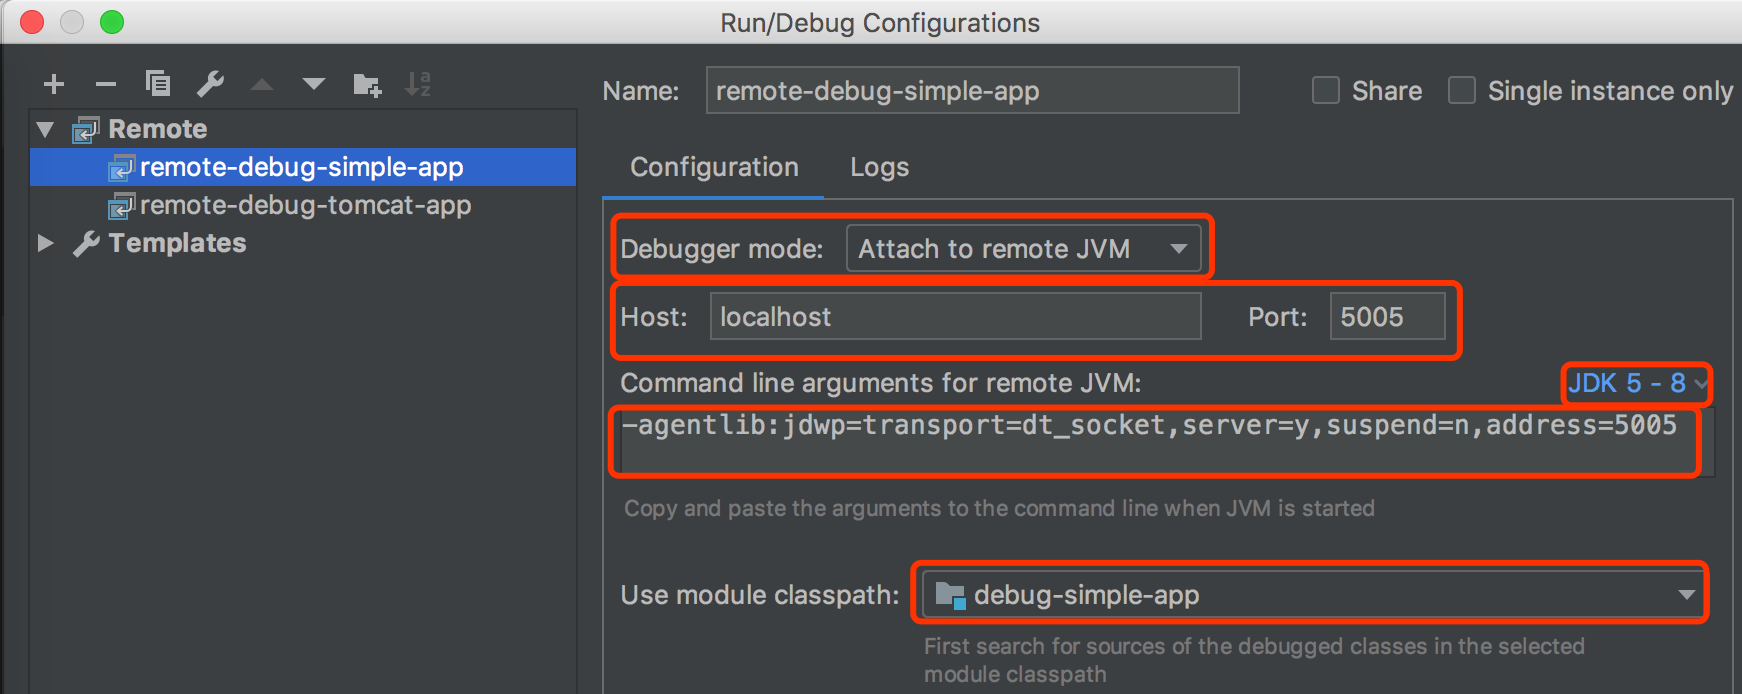 Run/Debug Configurations
Name: remote-debug-simple-app Share Single instance only
Remote
remote-debug-simple-app
remote-debug-tomcat-app
Templates
Configuration Logs
Debugger mode: Attach to remote JVM
Host: localhost Port: 5005
Command line arguments for remote JVM: JDK 5 - 8
-agentlib:jdwp=transport=dt_socket,server=y,suspend=n,address=5005
Copy and paste the arguments to the command line when JVM is started
Use module classpath: debug-simple-app
First search for sources of the debugged classes in the selected
module classpath